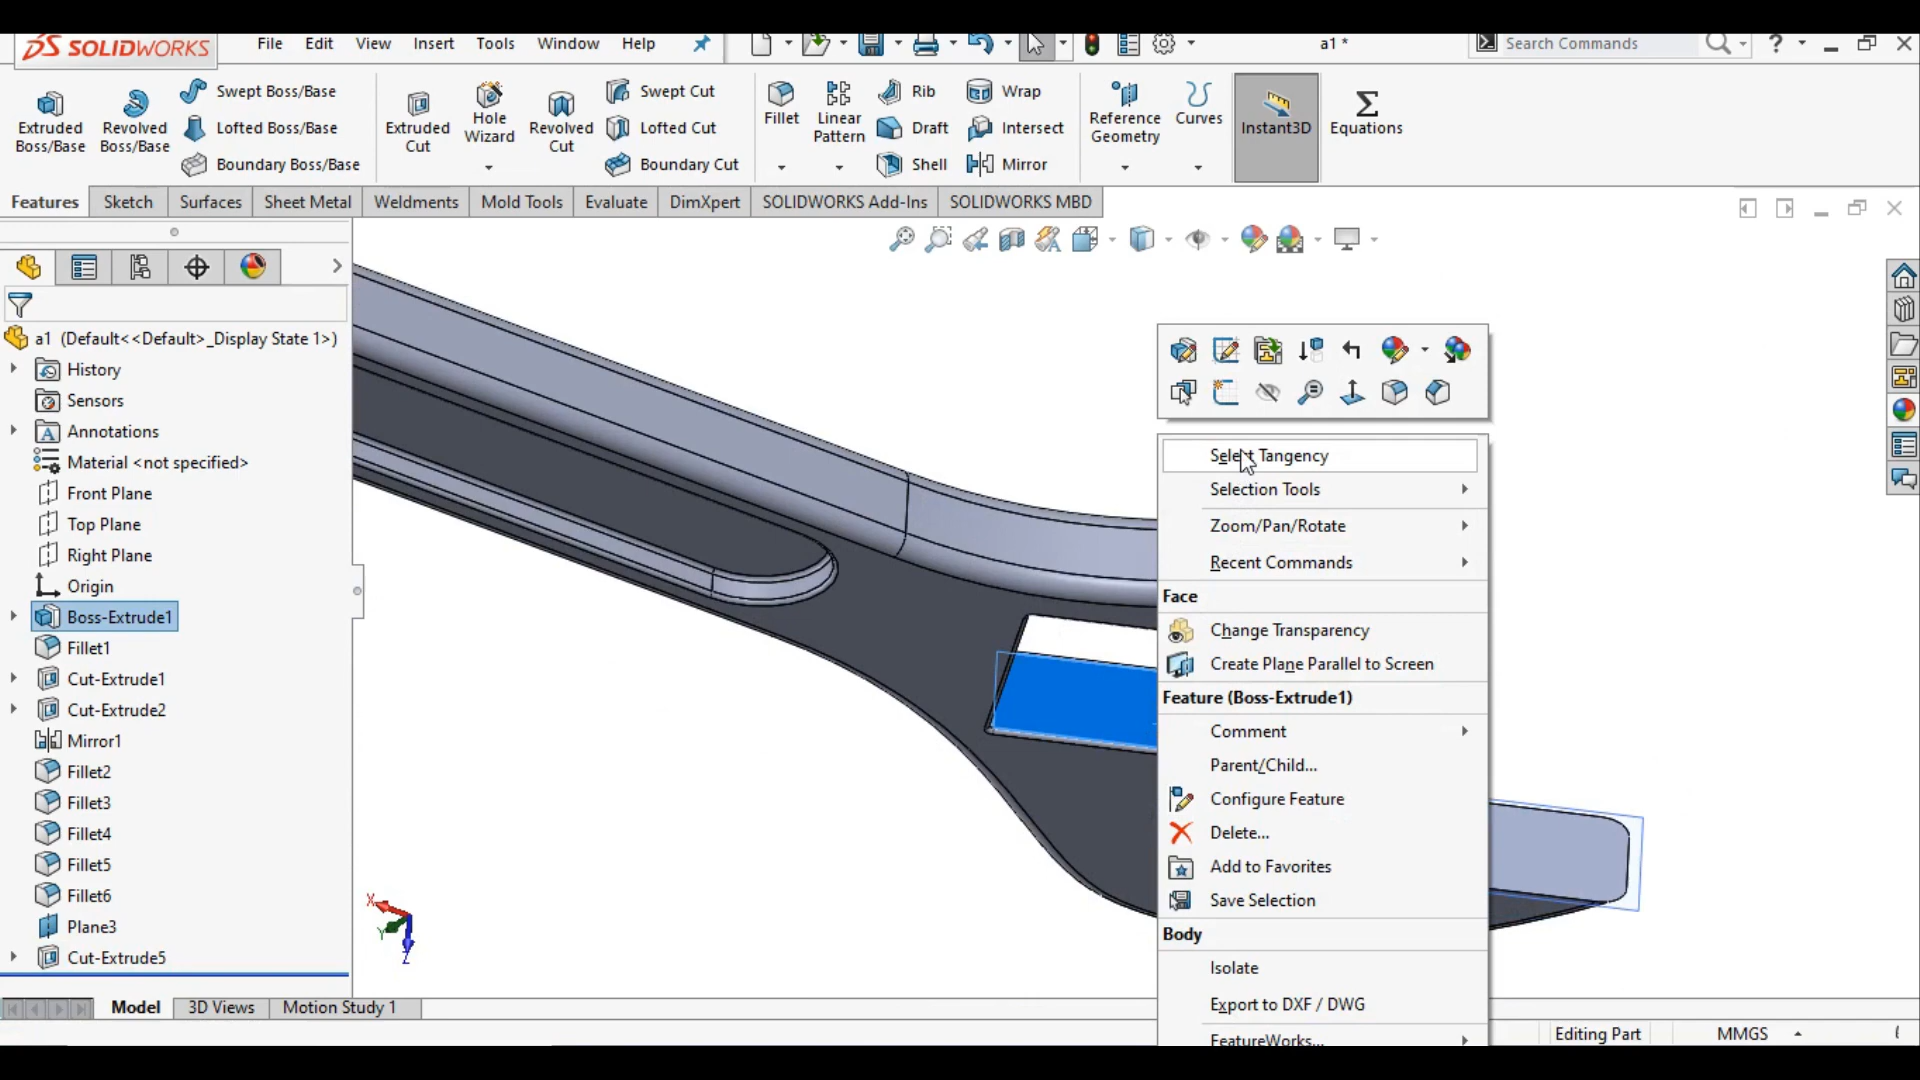 SOLIDWORKS
File Edit View Insert Tools Window Help
a1 *
Search Commands
Extruded Boss/Base
Revolved Boss/Base
Swept Boss/Base
Lofted Boss/Base
Boundary Boss/Base
Extruded Cut
Hole Wizard
Revolved Cut
Swept Cut
Lofted Cut
Boundary Cut
Fillet
Linear Pattern
Rib
Draft
Shell
Wrap
Intersect
Mirror
Reference Geometry
Curves
Instant3D
Equations
Features Sketch Surfaces Sheet Metal Weldments Mold Tools Evaluate DimXpert SOLIDWORKS Add-Ins SOLIDWORKS MBD
a1 (Default<<Default>_Display State 1>)
History
Sensors
Annotations
Material <not specified>
Front Plane
Top Plane
Right Plane
Origin
Boss-Extrude1
Fillet1
Cut-Extrude1
Cut-Extrude2
Mirror1
Fillet2
Fillet3
Fillet4
Fillet5
Fillet6
Plane3
Cut-Extrude5
X
Y
Z
Select Tangency
Selection Tools
Zoom/Pan/Rotate
Recent Commands
Face
Change Transparency
Create Plane Parallel to Screen
Feature (Boss-Extrude1)
Comment
Parent/Child...
Configure Feature
Delete...
Add to Favorites
Save Selection
Body
Isolate
Export to DXF / DWG
FeatureWorks...
Model 3D Views Motion Study 1
Editing Part MMGS